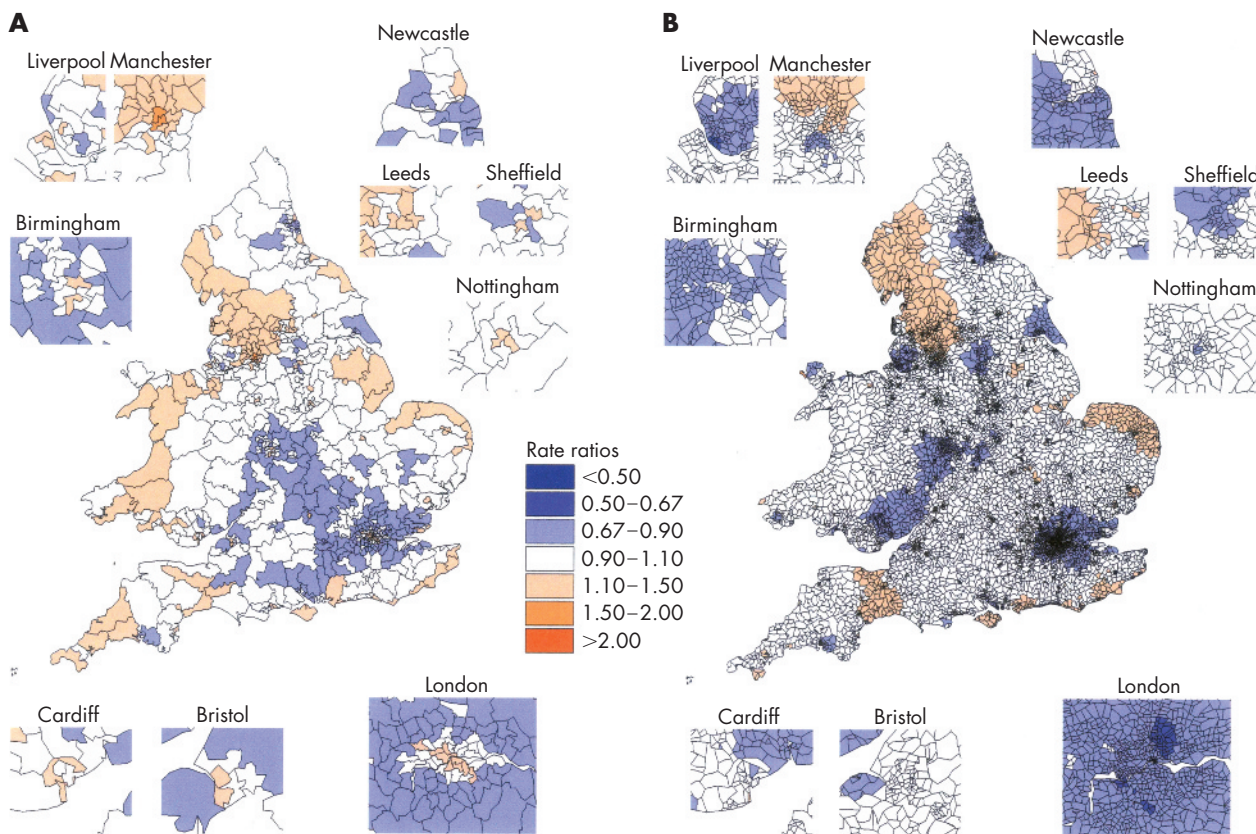 A
Newcastle
Liverpool Manchester
Leeds
Sheffield
Birmingham
Nottingham
Rate ratios
<0.50
0.50–0.67
0.67–0.90
0.90–1.10
1.10–1.50
1.50–2.00
>2.00
London
Cardiff
Bristol
B
Newcastle
Liverpool
Manchester
Leeds
Sheffield
Birmingham
Nottingham
London
Cardiff
Bristol